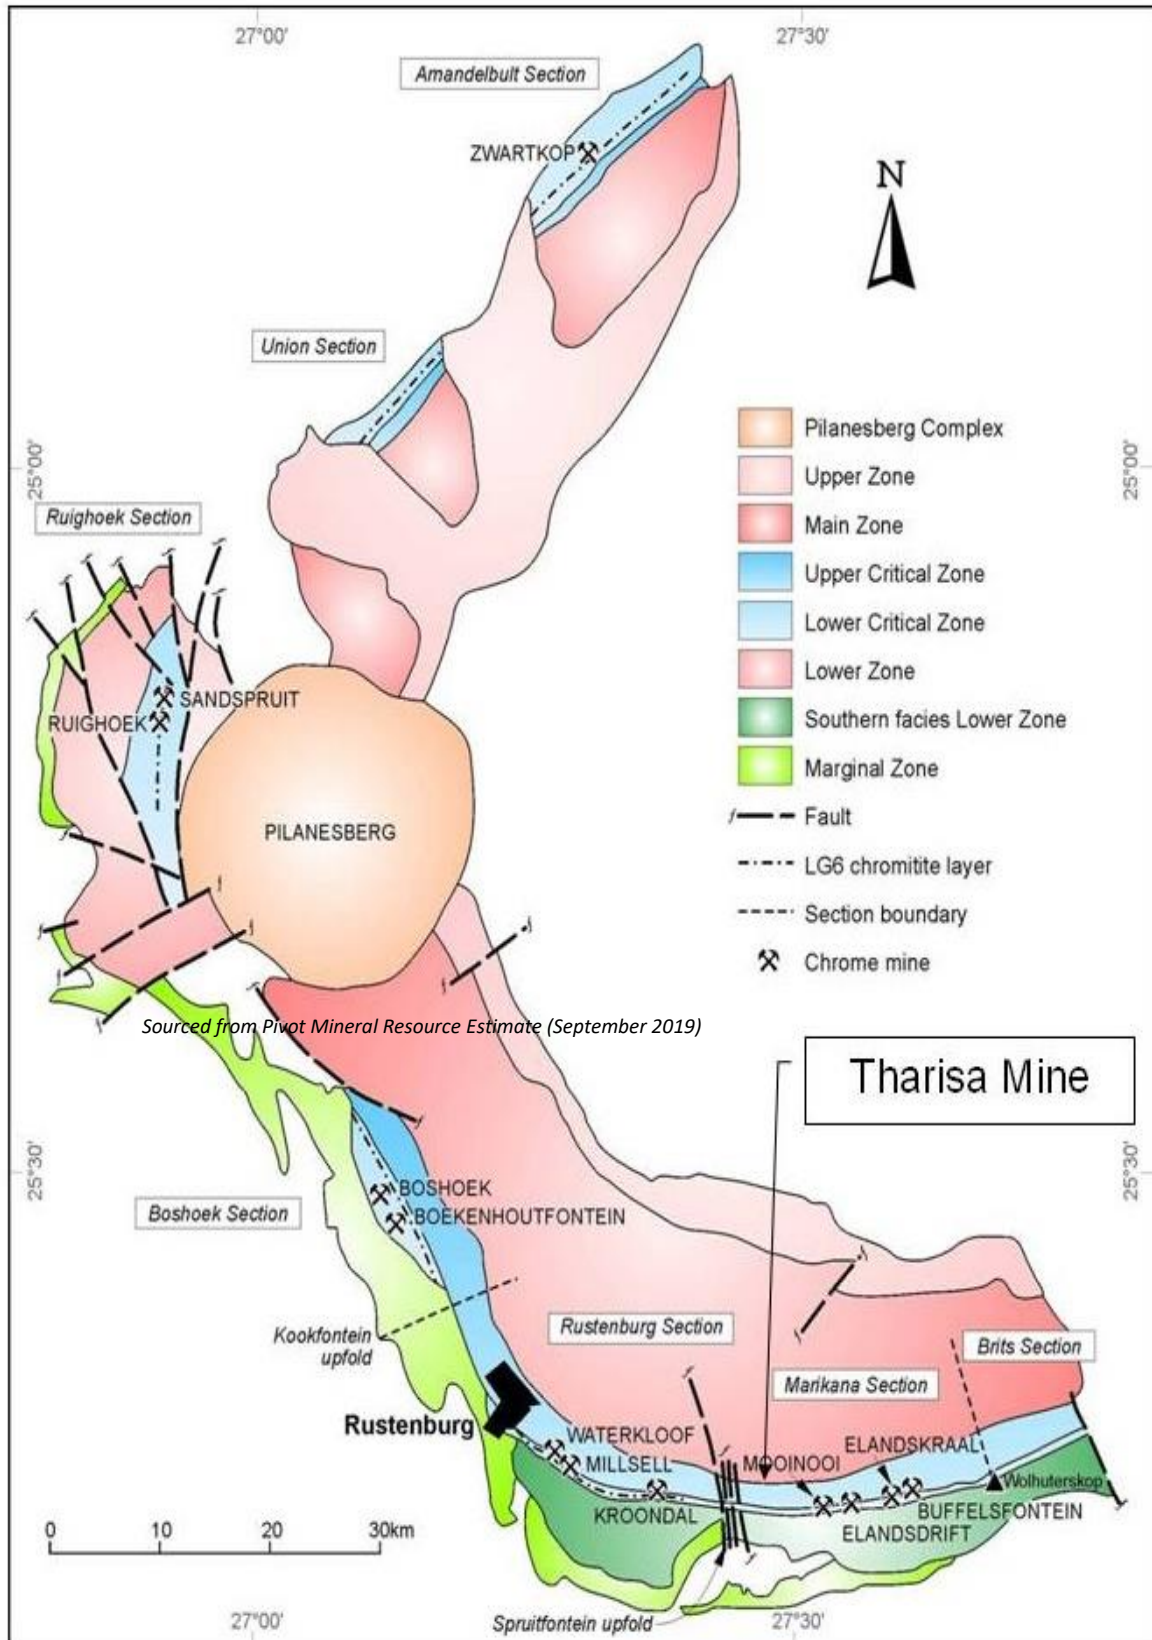 27°00'
27°30'
Amandelbult Section
ZWARTKOP
N
Union Section
25°00'
25°00'
Pilanesberg Complex
Upper Zone
Main Zone
Upper Critical Zone
Lower Critical Zone
Lower Zone
Southern facies Lower Zone
Marginal Zone
Fault
LG6 chromitite layer
Section boundary
Chrome mine
Ruighoek Section
SANDSPRUIT
RUIGHOEK
PILANESBERG
Sourced from Pivot Mineral Resource Estimate (September 2019)
Tharisa Mine
25°30'
25°30'
BOSHOEK
BOEKENHOUTFONTEIN
Boshoek Section
Kookfontein
upfold
Rustenburg Section
Brits Section
Marikana Section
Rustenburg
WATERKLOOF
MILLSELL
KROONDAL
MOOINOOI
ELANDSKRAAL
Wolhuterskop
BUFFELSFONTEIN
ELANDSDRIFT
0 10 20 30km
Spruitfontein upfold
27°00'
27°30'